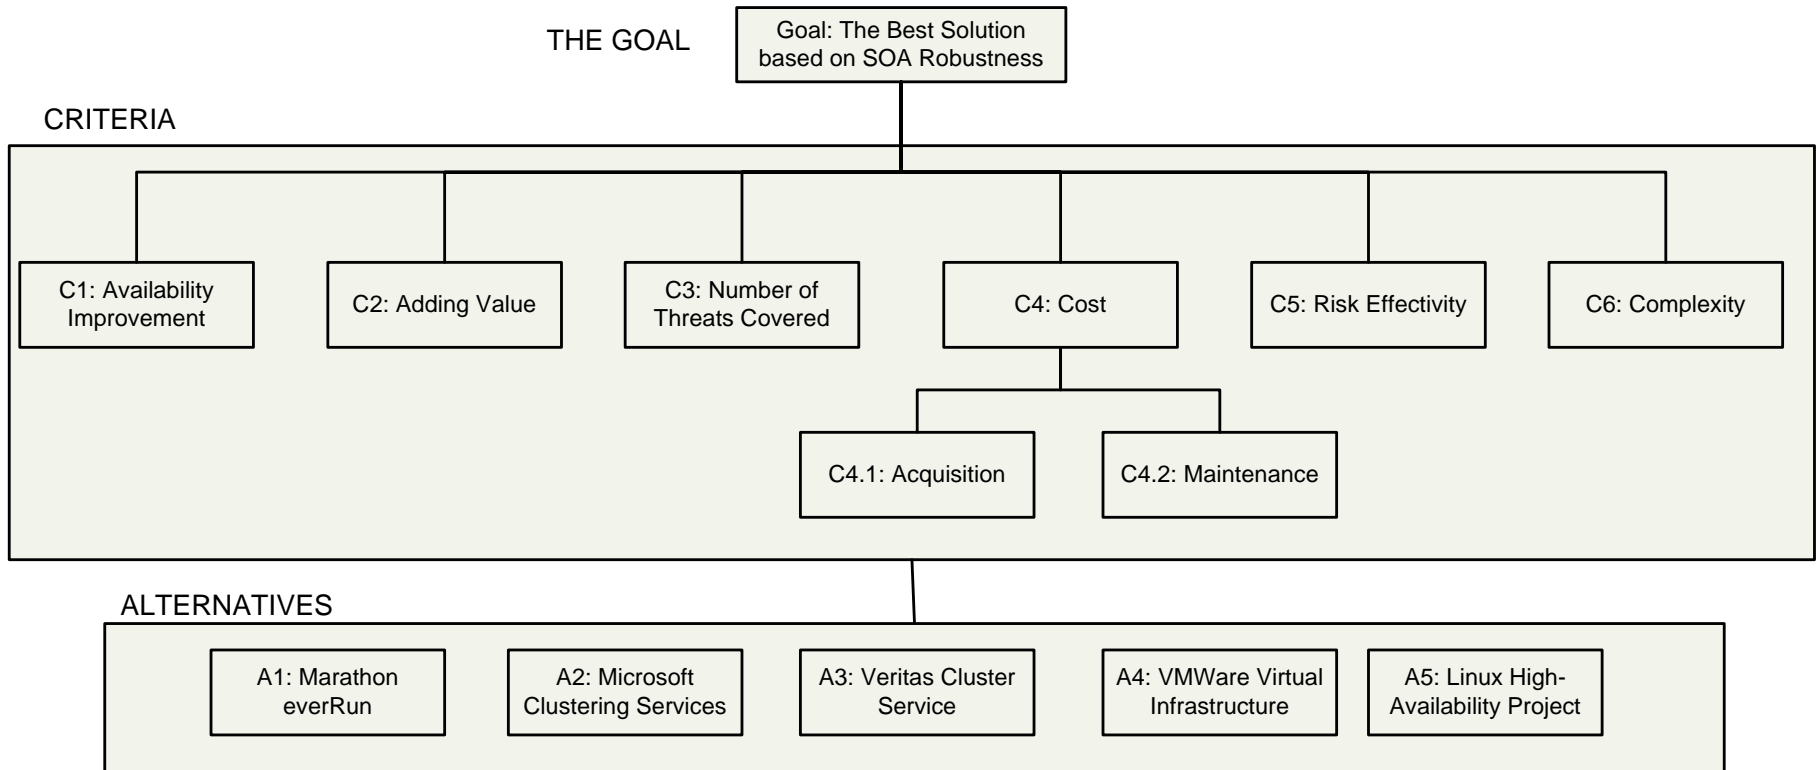 THE GOAL
Goal: The Best Solution
based on SOA Robustness
CRITERIA
C1: Availability
Improvement
C2: Adding Value
C3: Number of
Threats Covered
C4: Cost
C5: Risk Effectivity
C6: Complexity
C4.1: Acquisition
C4.2: Maintenance
ALTERNATIVES
A1: Marathon
everRun
A2: Microsoft
Clustering Services
A3: Veritas Cluster
Service
A4: VMWare Virtual
Infrastructure
A5: Linux High-
Availability Project